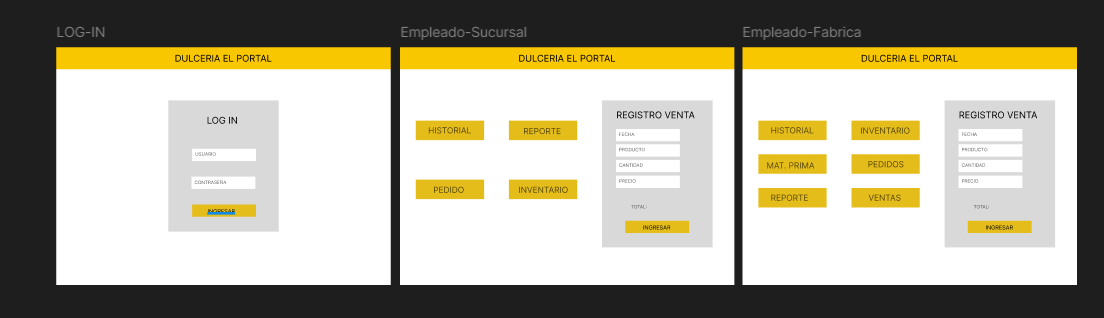 LOG-IN
DULCERIA EL PORTAL
LOG IN
USUARIO
CONTRASEÑA
INGRESAR
Empleado-Sucursal
DULCERIA EL PORTAL
HISTORIAL
REPORTE
PEDIDO
INVENTARIO
REGISTRO VENTA
FECHA
PRODUCTO
CANTIDAD
PRECIO
TOTAL:
INGRESAR
Empleado-Fabrica
DULCERIA EL PORTAL
HISTORIAL
INVENTARIO
MAT. PRIMA
PEDIDOS
REPORTE
VENTAS
REGISTRO VENTA
FECHA
PRODUCTO
CANTIDAD
PRECIO
TOTAL:
INGRESAR